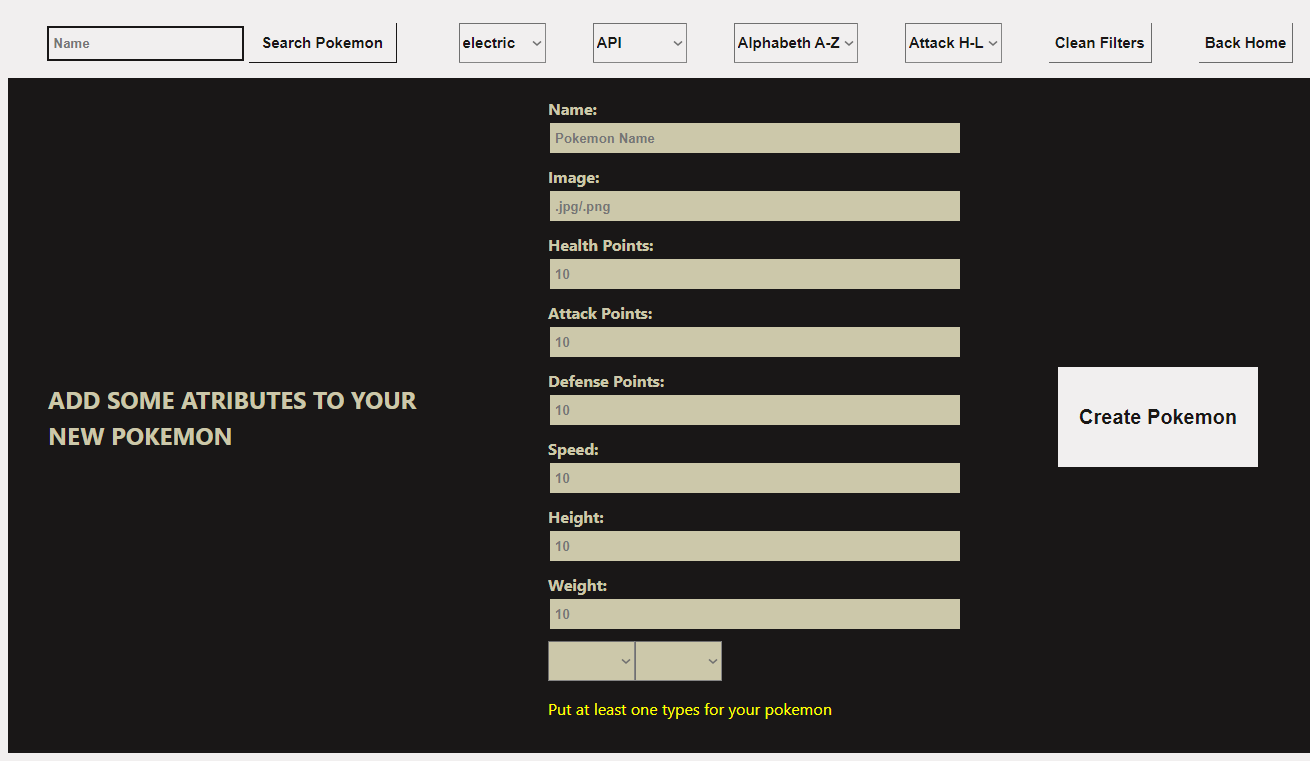 Name
Search Pokemon
electric
API
Alphabeth A-Z
Attack H-L
Clean Filters
Back Home
ADD SOME ATRIBUTES TO YOUR
NEW POKEMON
Name:
Pokemon Name
Image:
.jpg/.png
Health Points:
10
Attack Points:
10
Defense Points:
10
Speed:
10
Height:
10
Weight:
10
Put at least one types for your pokemon
Create Pokemon